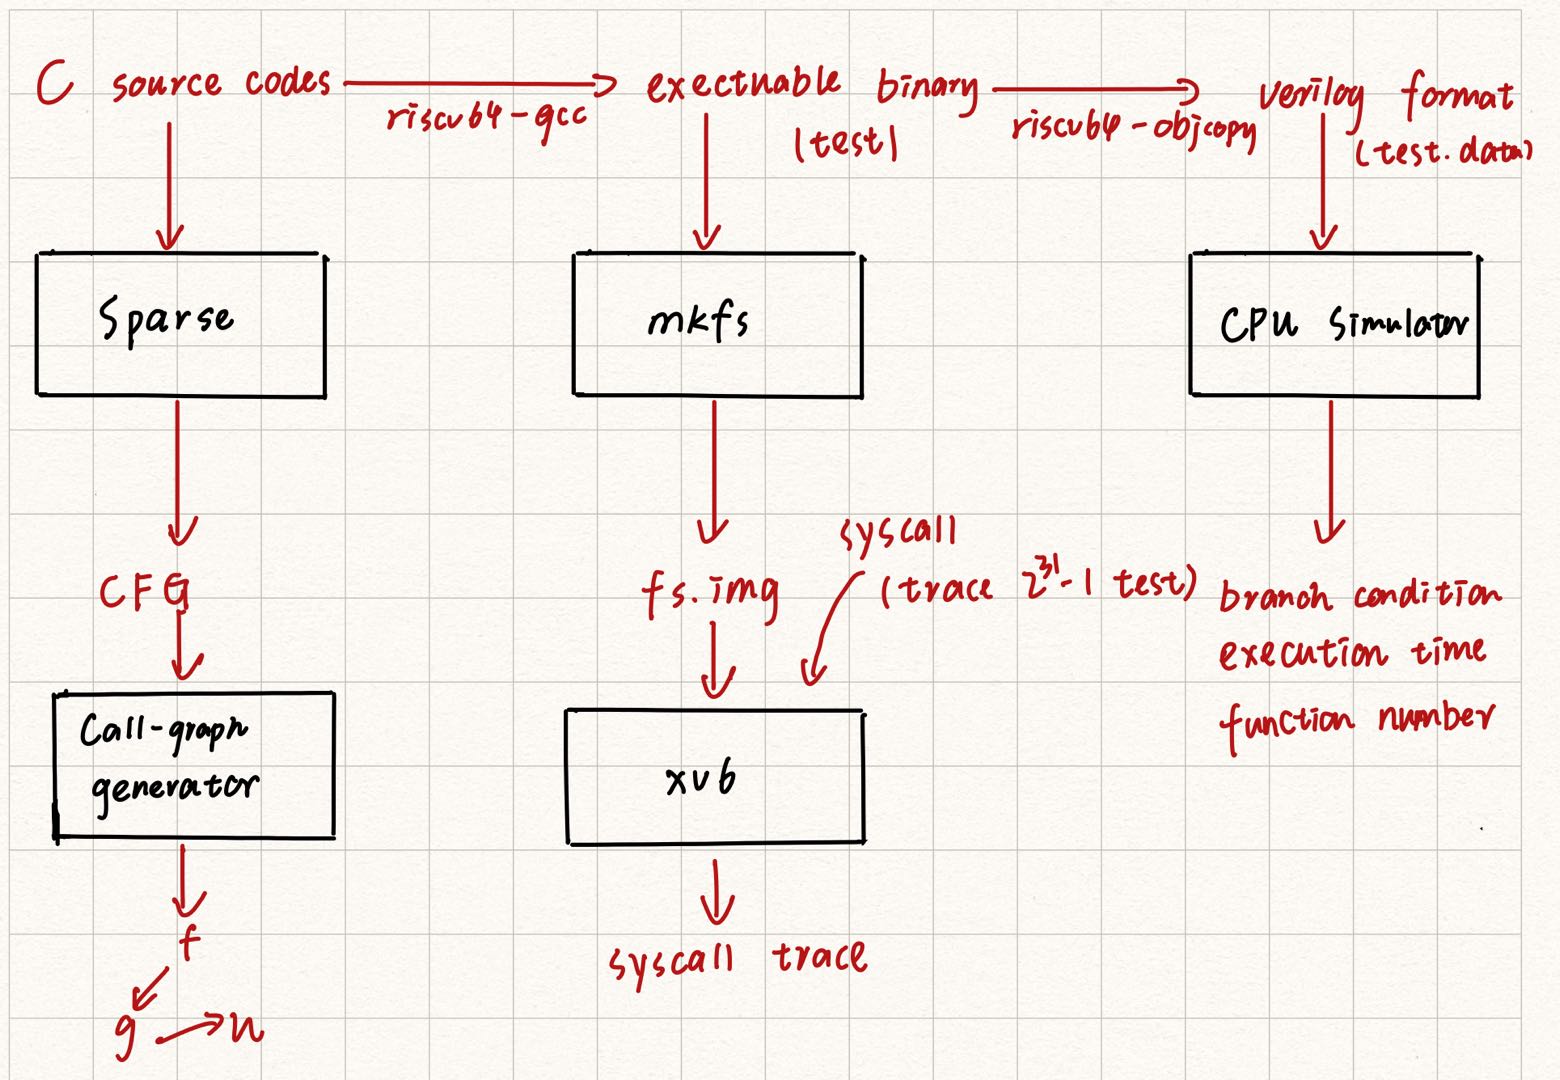 C source codes
riscv64-gcc
exectunable binary
(test)
riscv64-objcopy
verilog format
(test.data)
Sparse
mkfs
CPU Simulator
CFG
fs.img
syscall
(trace 2^31-1 test)
branch condition
execution time
function number
Call-graph
generator
xv6
f
syscall trace
g
n